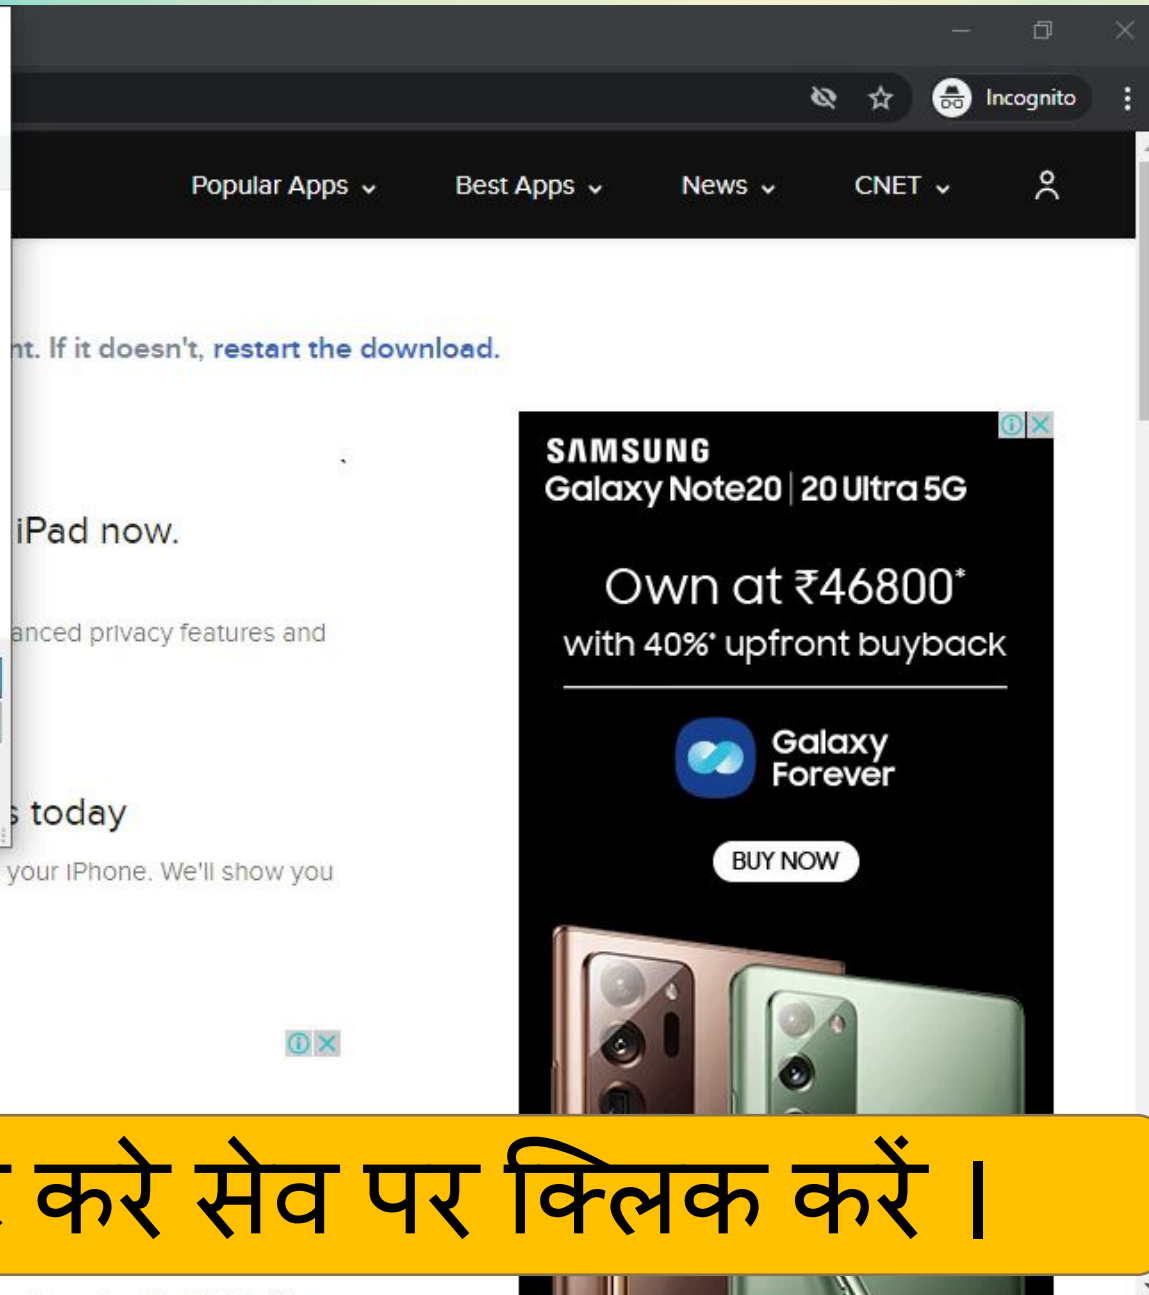 Incognito
Popular Apps Best Apps News CNET
If it doesn't, restart the download.
SAMSUNG
Galaxy Note20 | 20 Ultra 5G
iPad now.
Own at ₹46800*
privacy features and
with 40%* upfront buyback
Galaxy
Forever
today
BUY NOW
your iPhone. We'll show you
करे सेव पर क्लिक करें ।